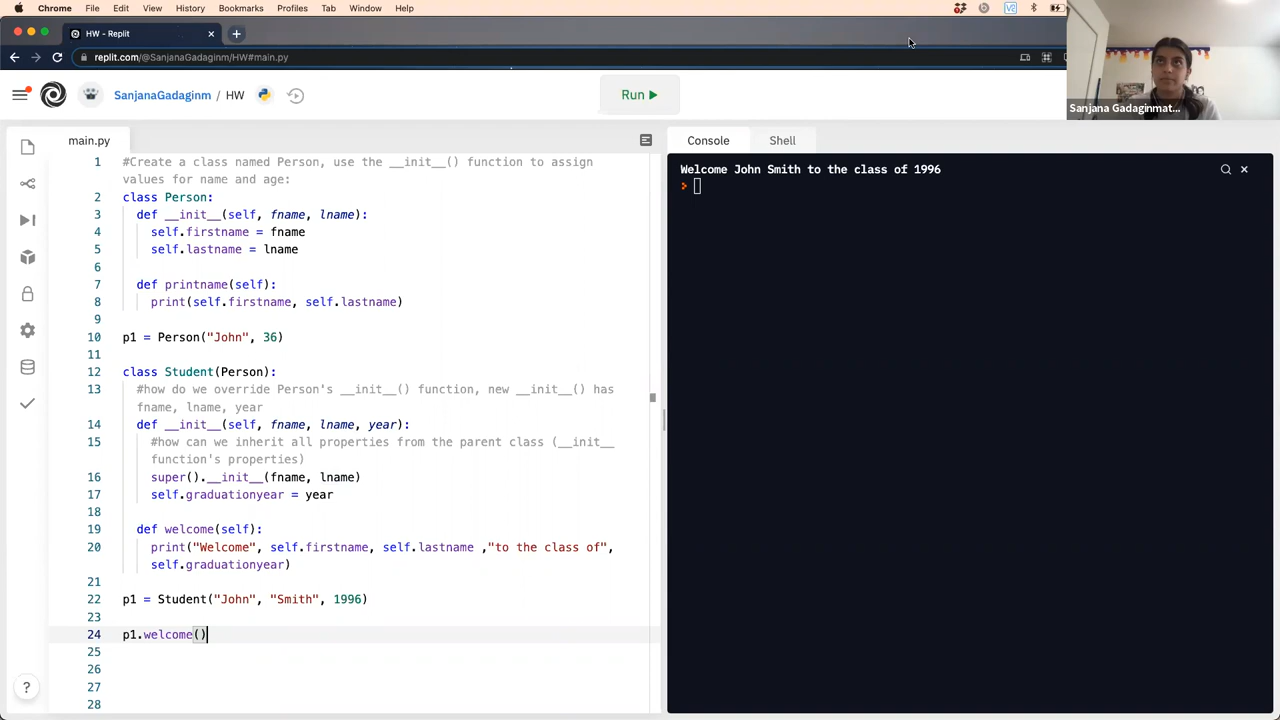 Chrome File Edit View History Bookmarks Profiles Tab Window Help
HW - Replit
replit.com/@SanjanaGadaginm/HW#main.py
SanjanaGadaginm / HW
Run
Sanjana Gadaginmat...
main.py
Console Shell
1 #Create a class named Person, use the __init__() function to assign
values for name and age:
2 class Person:
3 def __init__(self, fname, lname):
4 self.firstname = fname
5 self.lastname = lname
6
7 def printname(self):
8 print(self.firstname, self.lastname)
9
10 p1 = Person("John", 36)
11
12 class Student(Person):
13 #how do we override Person's __init__() function, new __init__() has
fname, lname, year
14 def __init__(self, fname, lname, year):
15 #how can we inherit all properties from the parent class (__init__
function's properties)
16 super().__init__(fname, lname)
17 self.graduationyear = year
18
19 def welcome(self):
20 print("Welcome", self.firstname, self.lastname ,"to the class of",
self.graduationyear)
21
22 p1 = Student("John", "Smith", 1996)
23
24 p1.welcome()
25
26
27
28
Welcome John Smith to the class of 1996
?